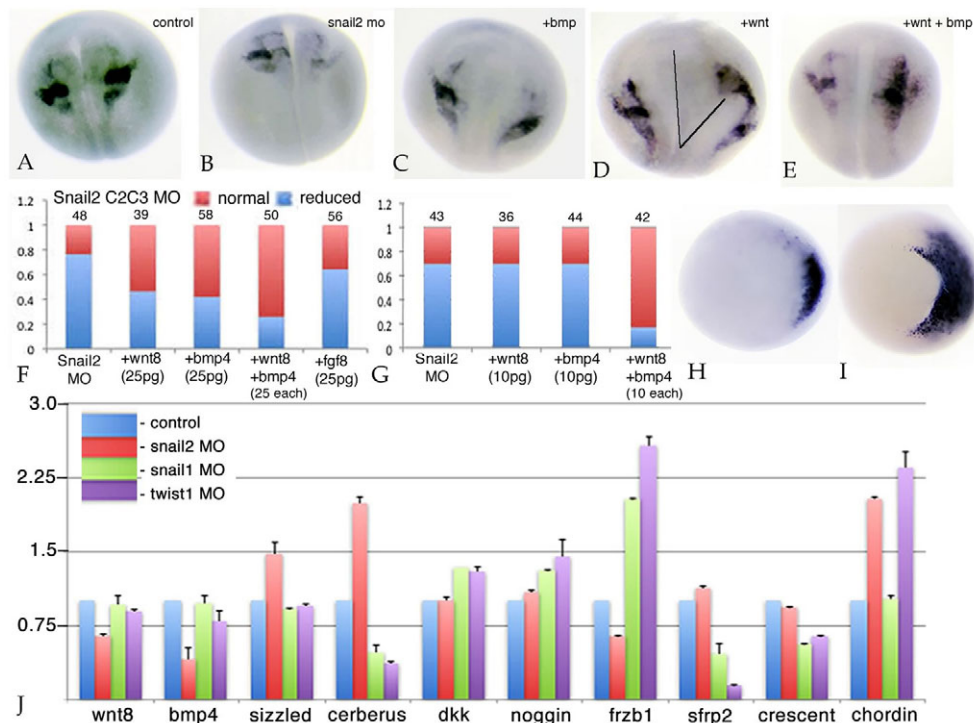 control
snail2 mo
+bmp
+wnt
+wnt + bmp
A
B
C
D
E
Snail2 C2C3 MO normal reduced
1.2
1
0.8
0.6
0.4
0.2
0
48 39 58 50 56
Snail2 MO
+wnt8 (25pg)
+bmp4 (25pg)
+wnt8 +bmp4 (25 each)
+fgf8 (25pg)
F
1.2
1
0.8
0.6
0.4
0.2
0
43 36 44 42
Snail2 MO
+wnt8 (10pg)
+bmp4 (10pg)
+wnt8 +bmp4 (10 each)
G
H
I
3.0
2.25
1.5
0.75
- control
- snail2 MO
- snail1 MO
- twist1 MO
J
wnt8 bmp4 sizzled cerberus dkk noggin frzb1 sfrp2 crescent chordin